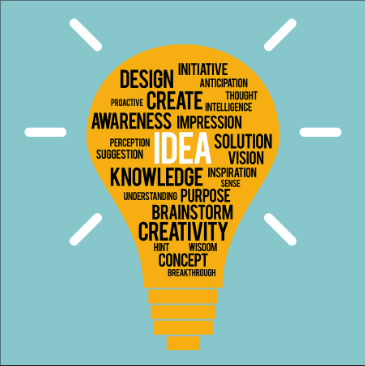 DESIGN INITIATIVE
ANTICIPATION
PROACTIVE CREATE THOUGHT
INTELLIGENCE
AWARENESS IMPRESSION
PERCEPTION IDEA SOLUTION
SUGGESTION VISION
KNOWLEDGE INSPIRATION
SENSE
UNDERSTANDING PURPOSE
BRAINSTORM
CREATIVITY
HINT WISDOM
CONCEPT
BREAKTHROUGH